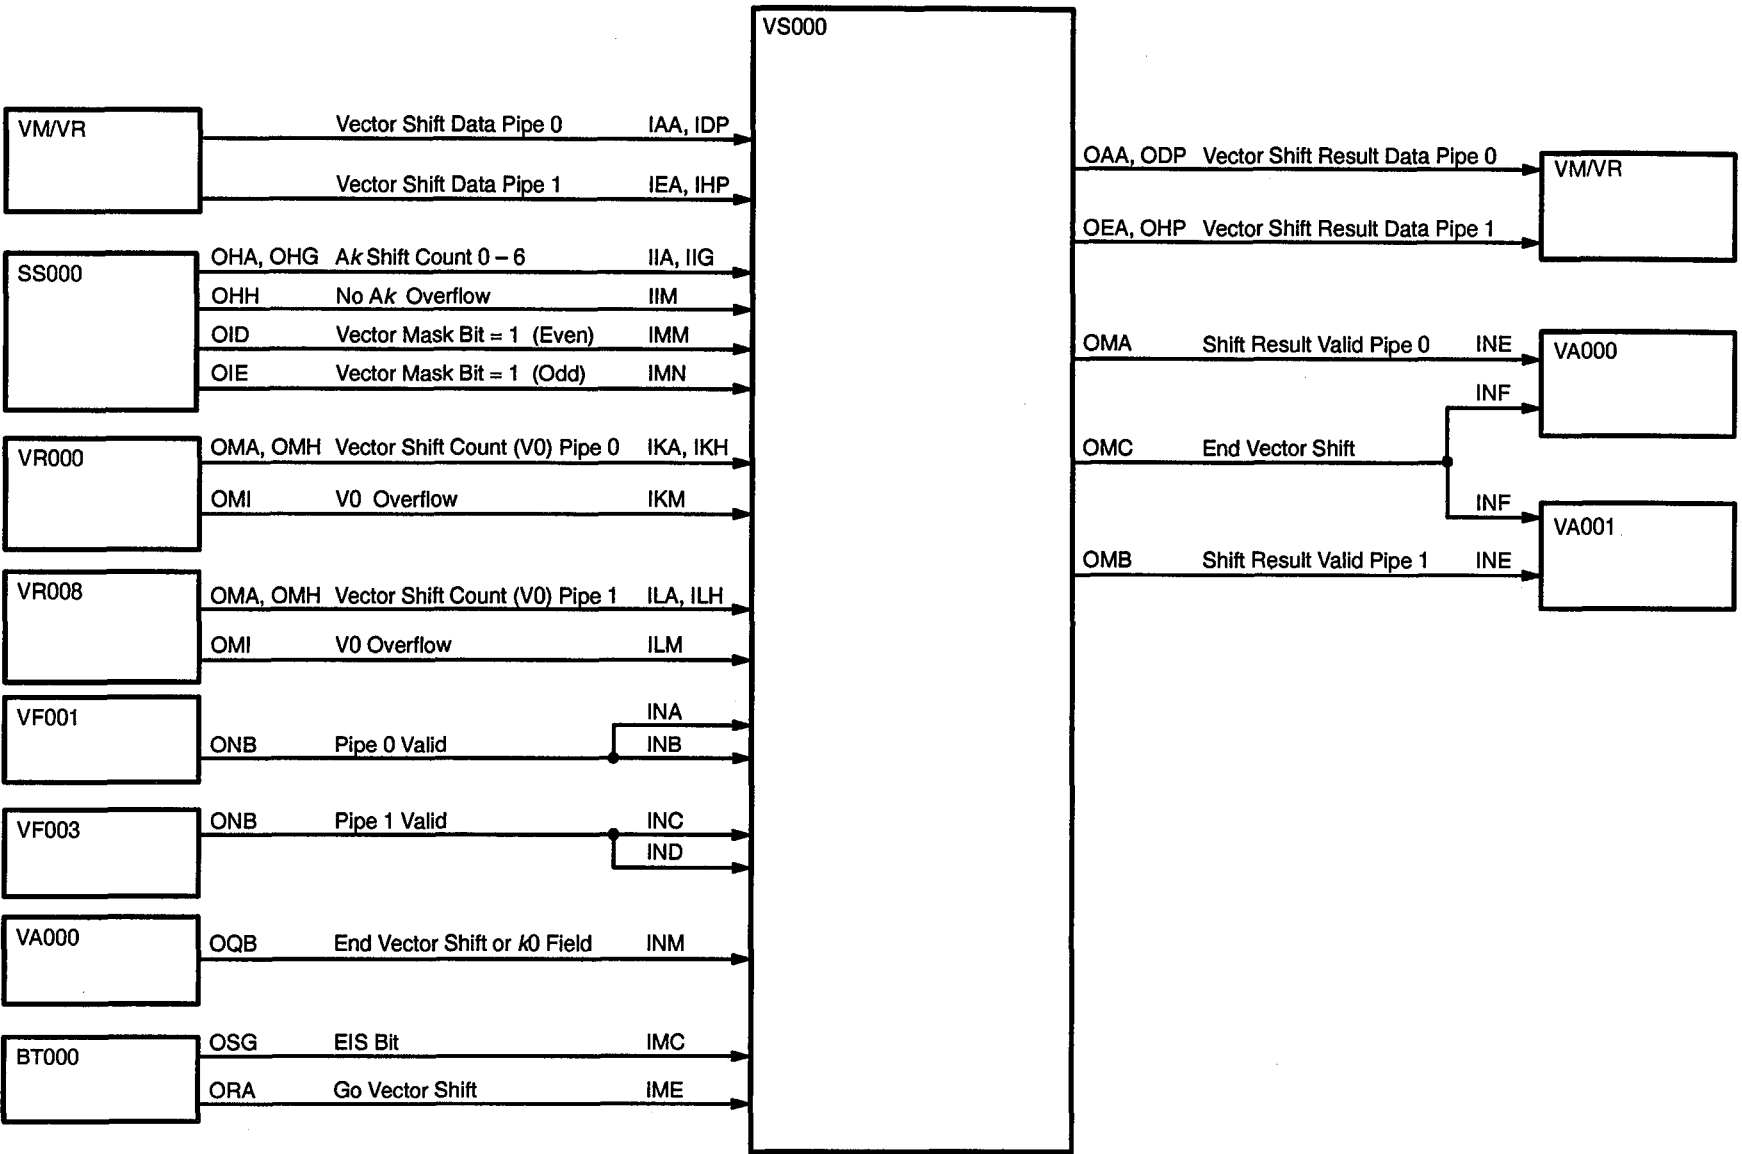 VS000
VM/VR
Vector Shift Data Pipe 0 IAA, IDP
Vector Shift Data Pipe 1 IEA, IHP
SS000
OHA, OHG Ak Shift Count 0 – 6 IIA, IIG
OHH No Ak Overflow IIM
OID Vector Mask Bit = 1 (Even) IMM
OIE Vector Mask Bit = 1 (Odd) IMN
VR000
OMA, OMH Vector Shift Count (V0) Pipe 0 IKA, IKH
OMI V0 Overflow IKM
VR008
OMA, OMH Vector Shift Count (V0) Pipe 1 ILA, ILH
OMI V0 Overflow ILM
VF001
INA
ONB Pipe 0 Valid INB
VF003
ONB Pipe 1 Valid INC
IND
VA000
OQB End Vector Shift or k0 Field INM
BT000
OSG EIS Bit IMC
ORA Go Vector Shift IME
OAA, ODP Vector Shift Result Data Pipe 0
VM/VR
OEA, OHP Vector Shift Result Data Pipe 1
OMA Shift Result Valid Pipe 0 INE
VA000
INF
OMC End Vector Shift
INF
VA001
OMB Shift Result Valid Pipe 1 INE